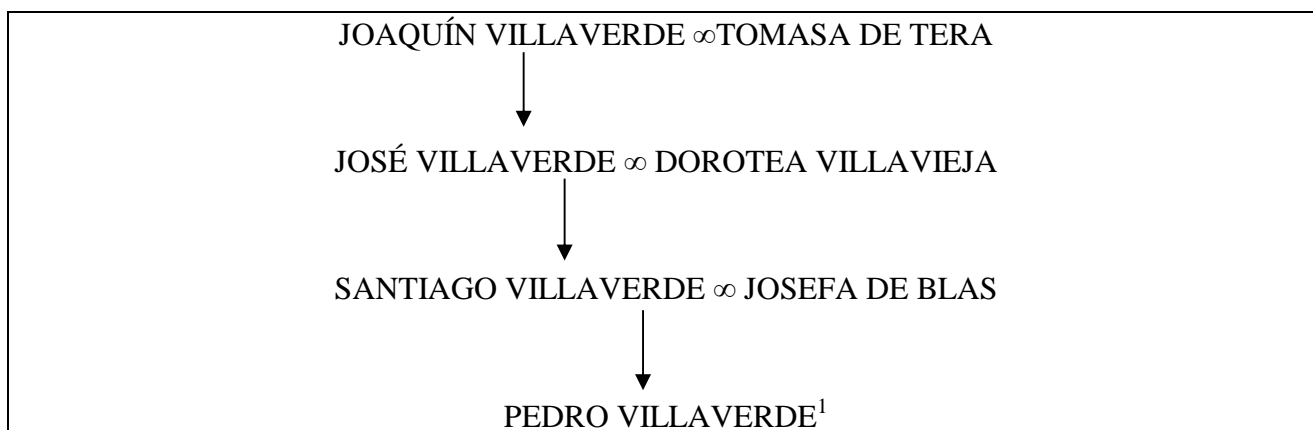 JOAQUÍN VILLAVERDE ∞TOMASA DE TERA
JOSÉ VILLAVERDE ∞ DOROTEA VILLAVIEJA
SANTIAGO VILLAVERDE ∞ JOSEFA DE BLAS
PEDRO VILLAVERDE¹